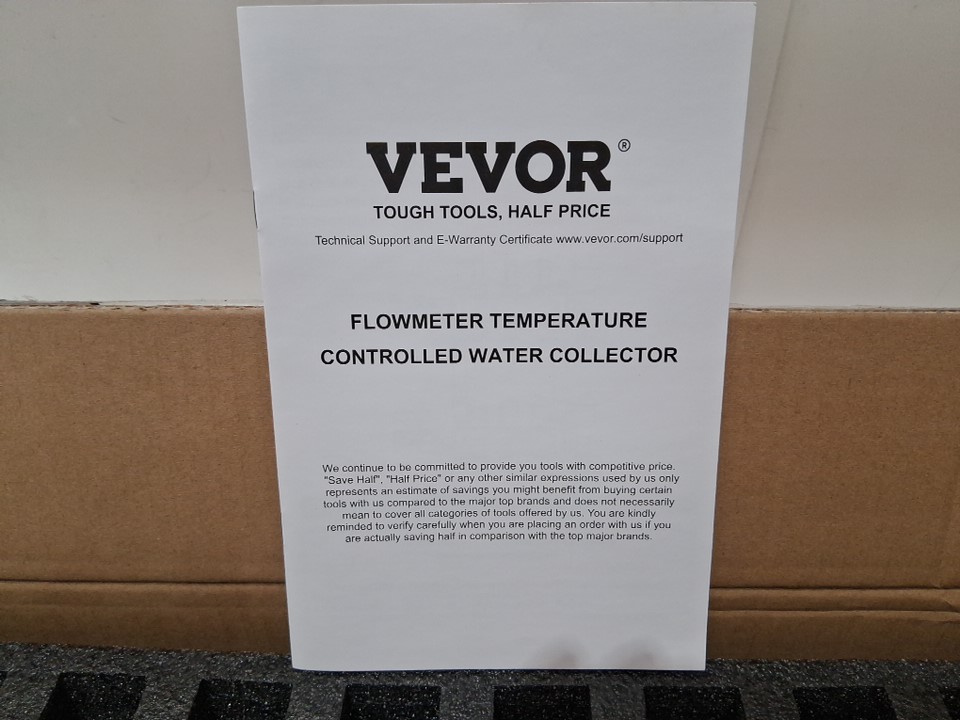 VEVOR®
TOUGH TOOLS, HALF PRICE
Technical Support and E-Warranty Certificate www.vevor.com/support
FLOWMETER TEMPERATURE
CONTROLLED WATER COLLECTOR
We continue to be committed to provide you tools with competitive price.
"Save Half", "Half Price" or any other similar expressions used by us only
represents an estimate of savings you might benefit from buying certain
tools with us compared to the major top brands and does not necessarily
mean to cover all categories of tools offered by us. You are kindly
reminded to verify carefully when you are placing an order with us if you
are actually saving half in comparison with the top major brands.